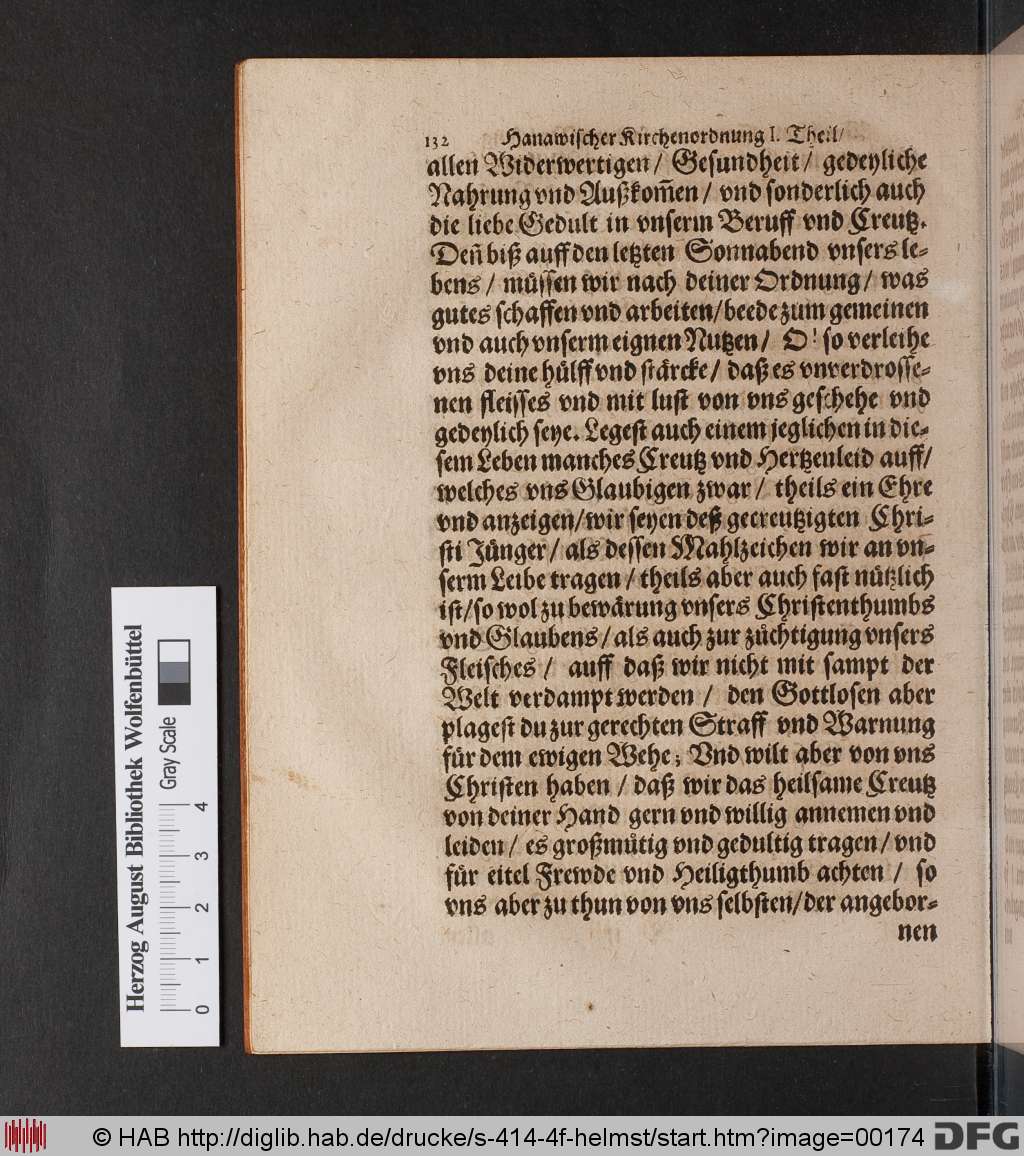 132 Hanawischer Kirchenordnung I. Theil/
allen Widerwertigen / Gesundheit / gedeyliche
Nahrung vnd Außkom̃en / vnd sonderlich auch
die liebe Gedult in vnserm Beruff vnd Creutz.
Deñ biß auff den letzten Sonnabend vnsers le-
bens / müssen wir nach deiner Ordnung / was
gutes schaffen vnd arbeiten/beede zum gemeinen
vnd auch vnserm eignen Nutzen / O! so verleihe
vns deine hülff vnd stärcke / daß es vnverdrosse-
nen fleisses vnd mit lust von vns geschehe vnd
gedeylich seye. Legest auch einem jeglichen in die-
sem Leben manches Creutz vnd Hertzenleid auff/
welches vns Glaubigen zwar / theils ein Ehre
vnd anzeigen/wir seyen deß gecreutzigten Chri-
sti Jünger / als dessen Mahlzeichen wir an vn-
serm Leibe tragen / theils aber auch fast nützlich
ist/so wol zu bewärung vnsers Christenthumbs
vnd Glaubens / als auch zur züchtigung vnsers
Fleisches / auff daß wir nicht mit sampt der
Welt verdampt werden / den Gottlosen aber
plagest du zur gerechten Straff vnd Warnung
für dem ewigen Wehe; Vnd wilt aber von vns
Christen haben / daß wir das heilsame Creutz
von deiner Hand gern vnd willig annemen vnd
leiden / es großmütig vnd gedultig tragen / vnd
für eitel Frewde vnd Heiligthumb achten / so
vns aber zu thun von vns selbsten/der angebor-
nen
Herzog August Bibliothek Wolfenbüttel
Gray Scale
0 1 2 3 4
© HAB http://diglib.hab.de/drucke/s-414-4f-helmst/start.htm?image=00174 DFG